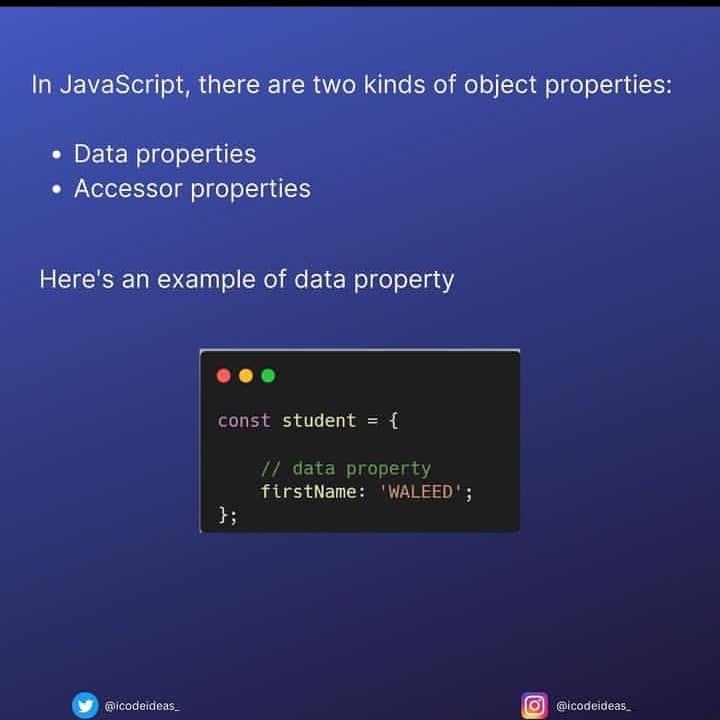 In JavaScript, there are two kinds of object properties:
• Data properties
• Accessor properties
Here's an example of data property
const student = {
// data property
firstName: 'WALEED';
};
@icodeideas_
@icodeideas_